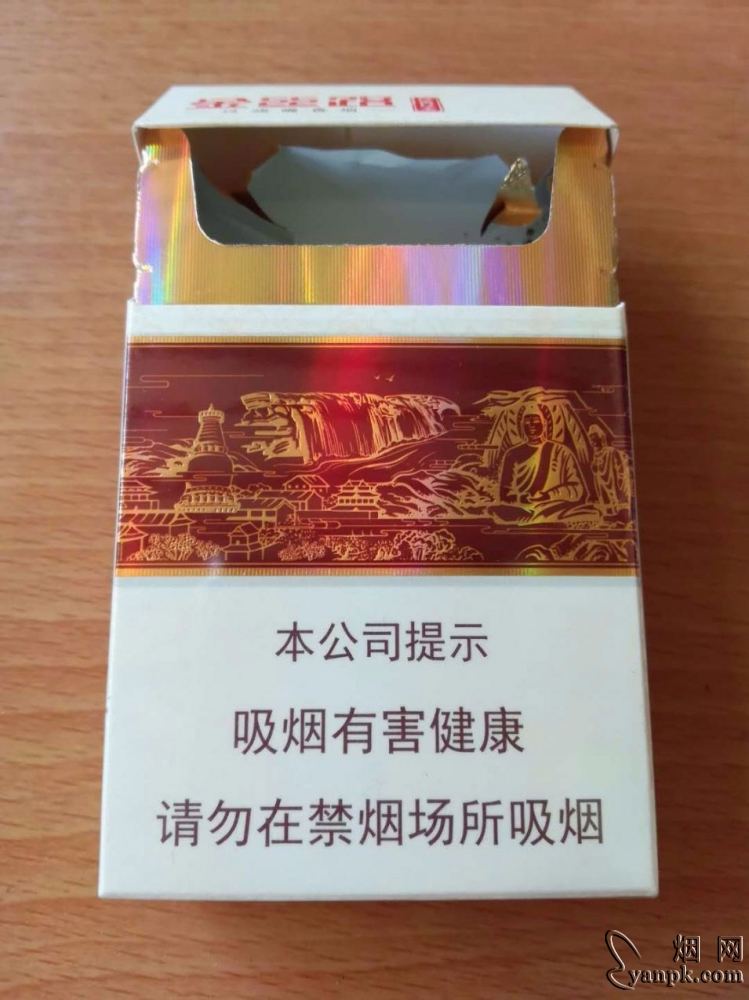 本公司提示
吸烟有害健康
请勿在禁烟场所吸烟
烟网
yanpk.com